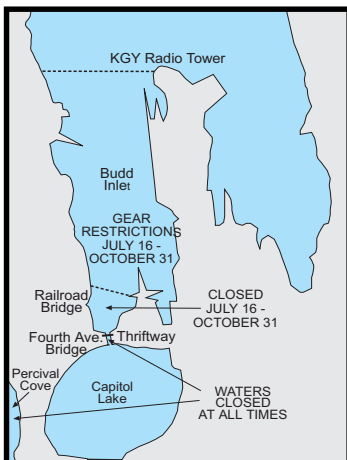 KGY Radio Tower
Budd
Inlet
GEAR
RESTRICTIONS
JULY 16 -
OCTOBER 31
Railroad
Bridge
CLOSED
JULY 16 -
OCTOBER 31
Fourth Ave.
Bridge
Thriftway
Percival
Cove
Capitol
Lake
WATERS
CLOSED
AT ALL TIMES